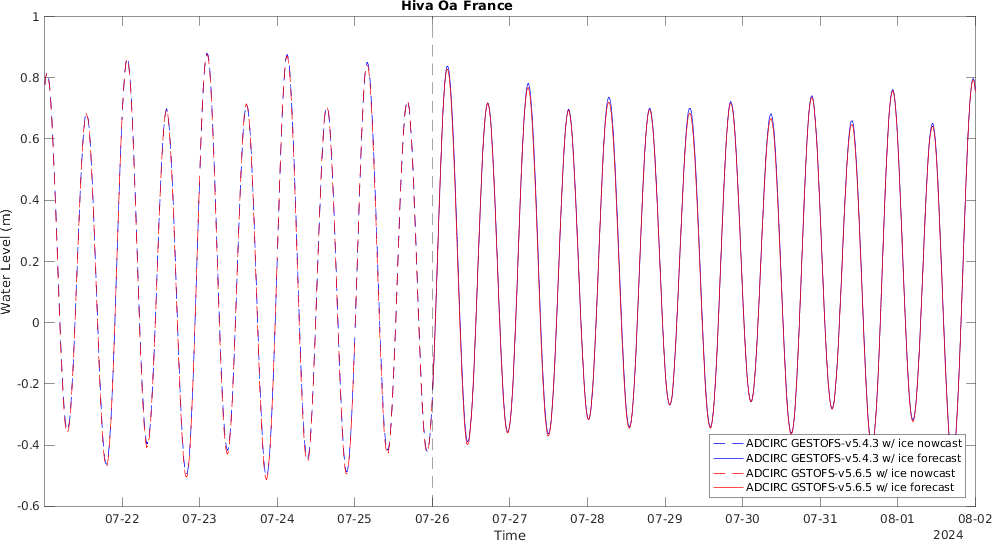 Hiva Oa France
Water Level (m)
1
0.8
0.6
0.4
0.2
0
-0.2
-0.4
-0.6
ADCIRC GESTOFS-v5.4.3 w/ ice nowcast
ADCIRC GESTOFS-v5.4.3 w/ ice forecast
ADCIRC GSTOFS-v5.6.5 w/ ice nowcast
ADCIRC GSTOFS-v5.6.5 w/ ice forecast
07-22 07-23 07-24 07-25 07-26 07-27 07-28 07-29 07-30 07-31 08-01 08-02
Time
2024